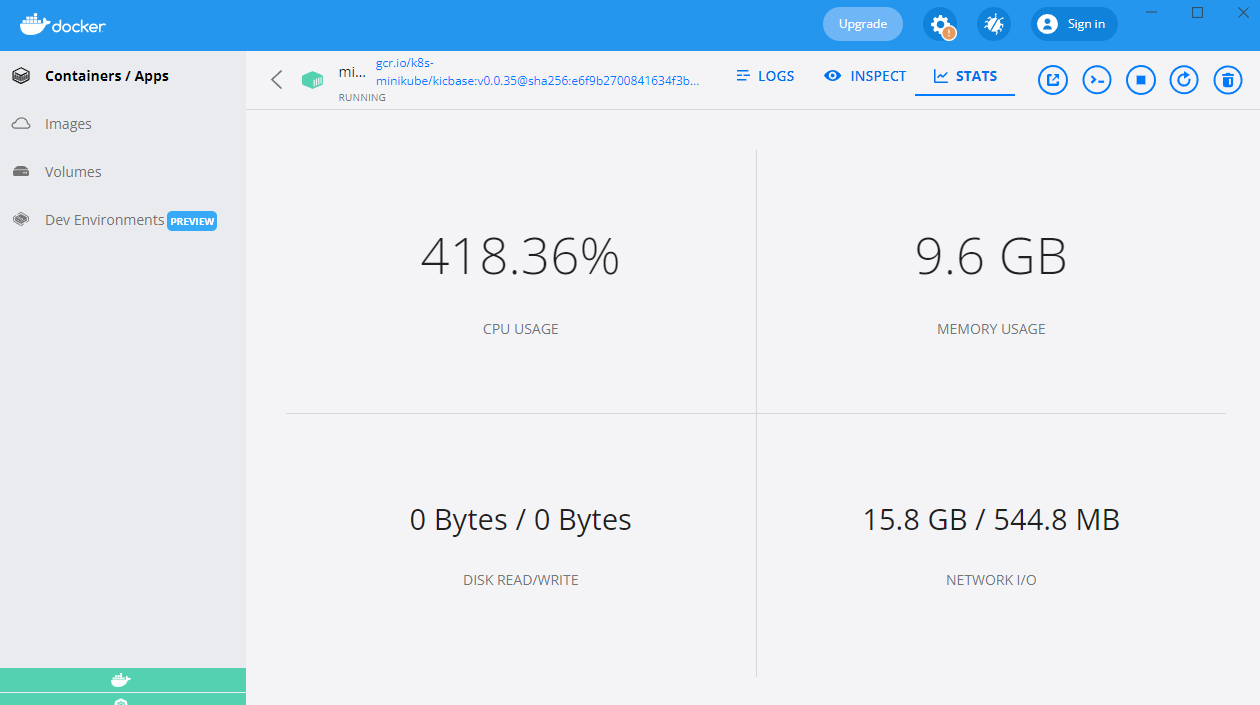 docker
Upgrade
Sign in
Containers / Apps
Images
Volumes
Dev Environments PREVIEW
mi...
gcr.io/k8s-
minikube/kicbase:v0.0.35@sha256:e6f9b2700841634f3b...
RUNNING
LOGS
INSPECT
STATS
418.36%
CPU USAGE
9.6 GB
MEMORY USAGE
0 Bytes / 0 Bytes
DISK READ/WRITE
15.8 GB / 544.8 MB
NETWORK I/O